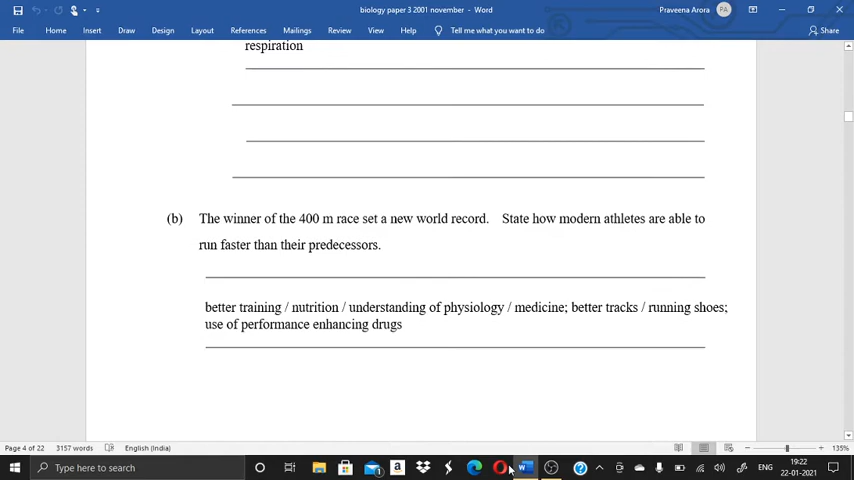 biology paper 3 2001 november - Word
Praveena Arora
PA
File Home Insert Draw Design Layout References Mailings Review View Help Tell me what you want to do
Share
respiration
(b) The winner of the 400 m race set a new world record. State how modern athletes are able to
run faster than their predecessors.
better training / nutrition / understanding of physiology / medicine; better tracks / running shoes;
use of performance enhancing drugs
Page 4 of 22 3157 words English (India)
135%
Type here to search
ENG
19:22
22-01-2021